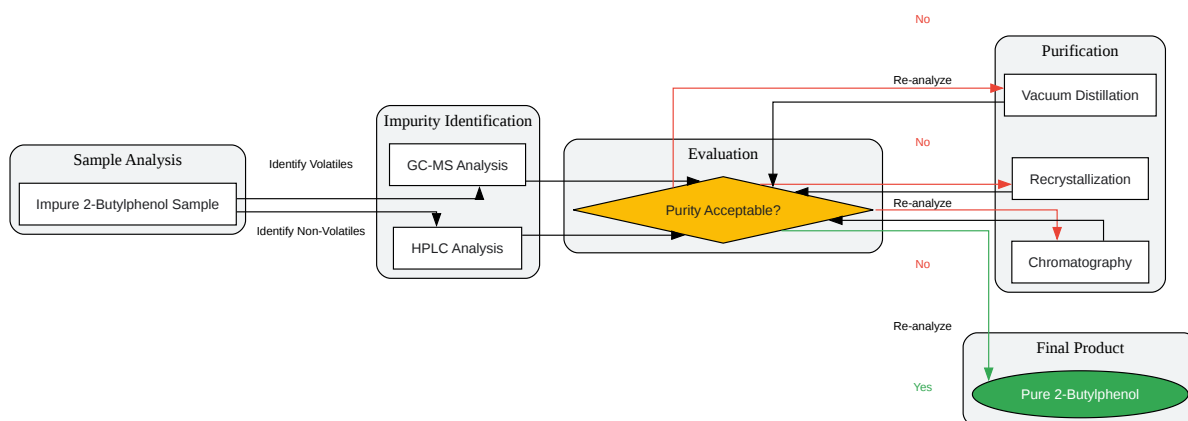 Sample Analysis
Impure 2-Butylphenol Sample
Identify Volatiles
Identify Non-Volatiles
Impurity Identification
GC-MS Analysis
HPLC Analysis
Evaluation
Purity Acceptable?
No
Re-analyze
No
Re-analyze
No
Re-analyze
Yes
Purification
Vacuum Distillation
Recrystallization
Chromatography
Final Product
Pure 2-Butylphenol